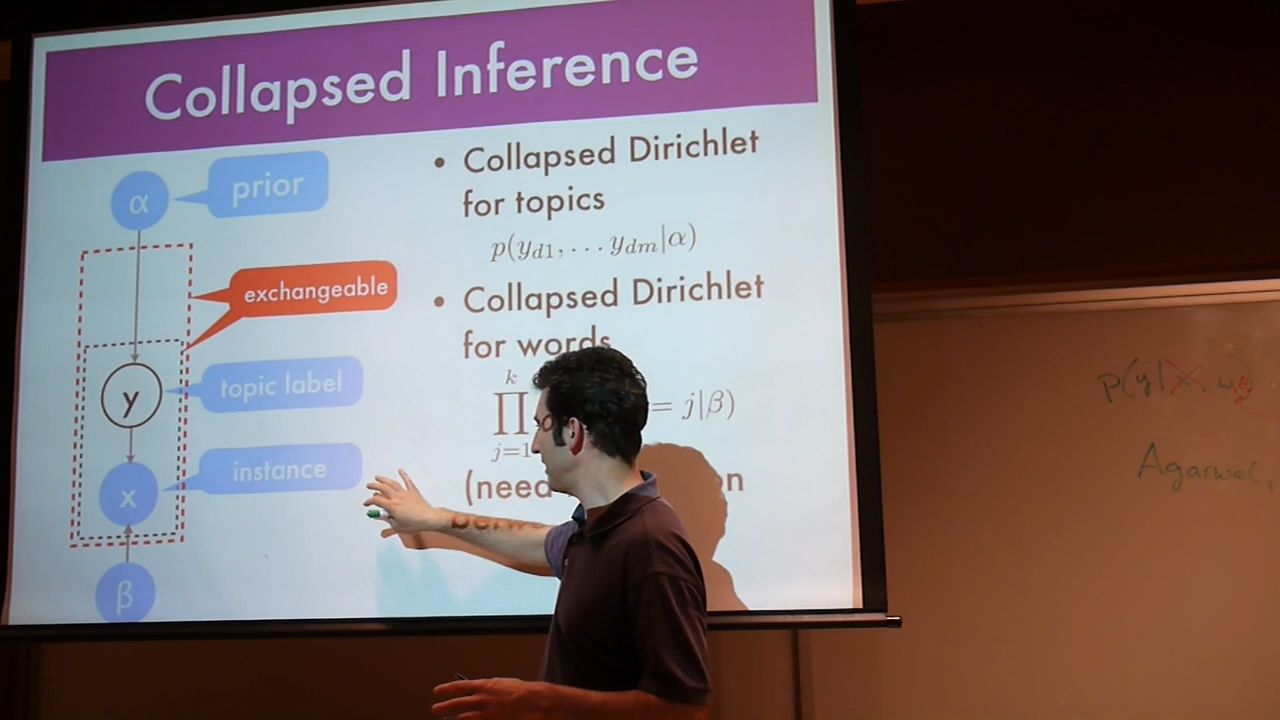 Collapsed Inference
α
prior
exchangeable
y
topic label
x
instance
β
• Collapsed Dirichlet
for topics
p(y_{d1}, . . . y_{dm}|α)
• Collapsed Dirichlet
for words
k
∏ = j|β)
j=1
(need
P(y|X, w,
Agarwal,